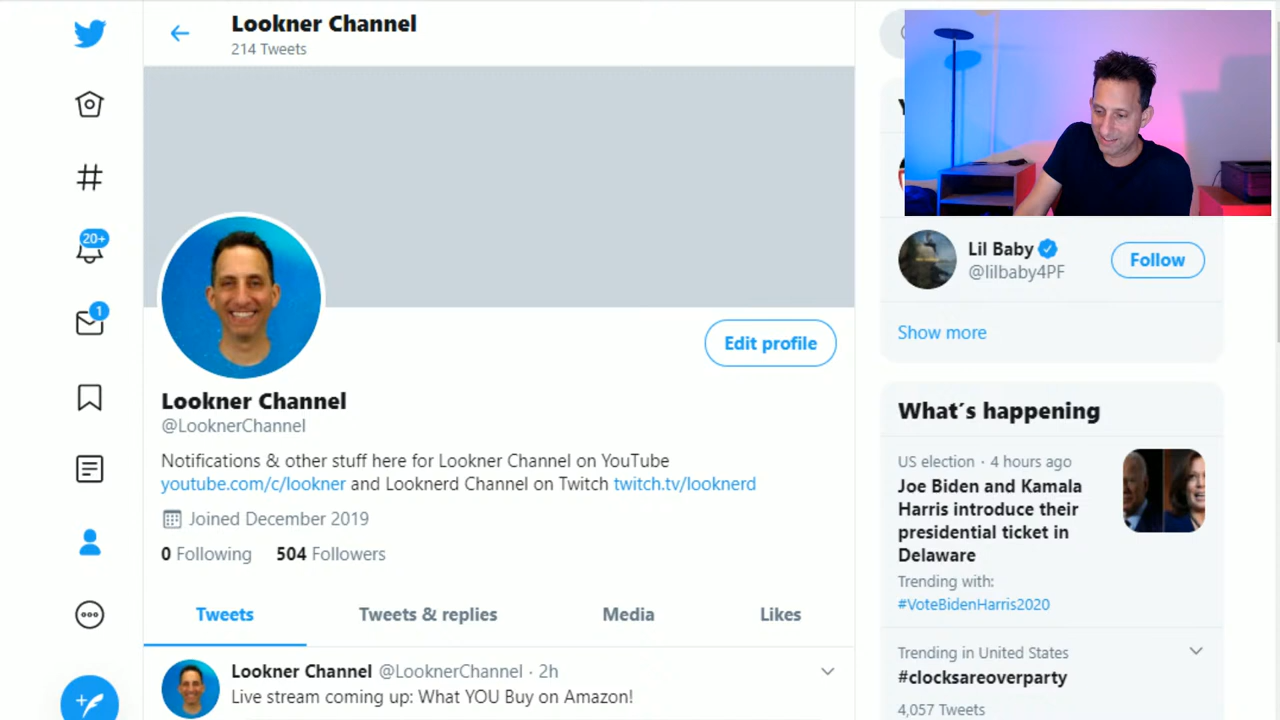 Lookner Channel
214 Tweets
20+
1
Edit profile
Lookner Channel
@LooknerChannel
Notifications & other stuff here for Lookner Channel on YouTube
youtube.com/c/lookner and Looknerd Channel on Twitch twitch.tv/looknerd
Joined December 2019
0 Following 504 Followers
Tweets Tweets & replies Media Likes
Lookner Channel @LooknerChannel · 2h
Live stream coming up: What YOU Buy on Amazon!
Lil Baby
@lilbaby4PF
Follow
Show more
What´s happening
US election · 4 hours ago
Joe Biden and Kamala
Harris introduce their
presidential ticket in
Delaware
Trending with:
#VoteBidenHarris2020
Trending in United States
#clocksareoverparty
4,057 Tweets